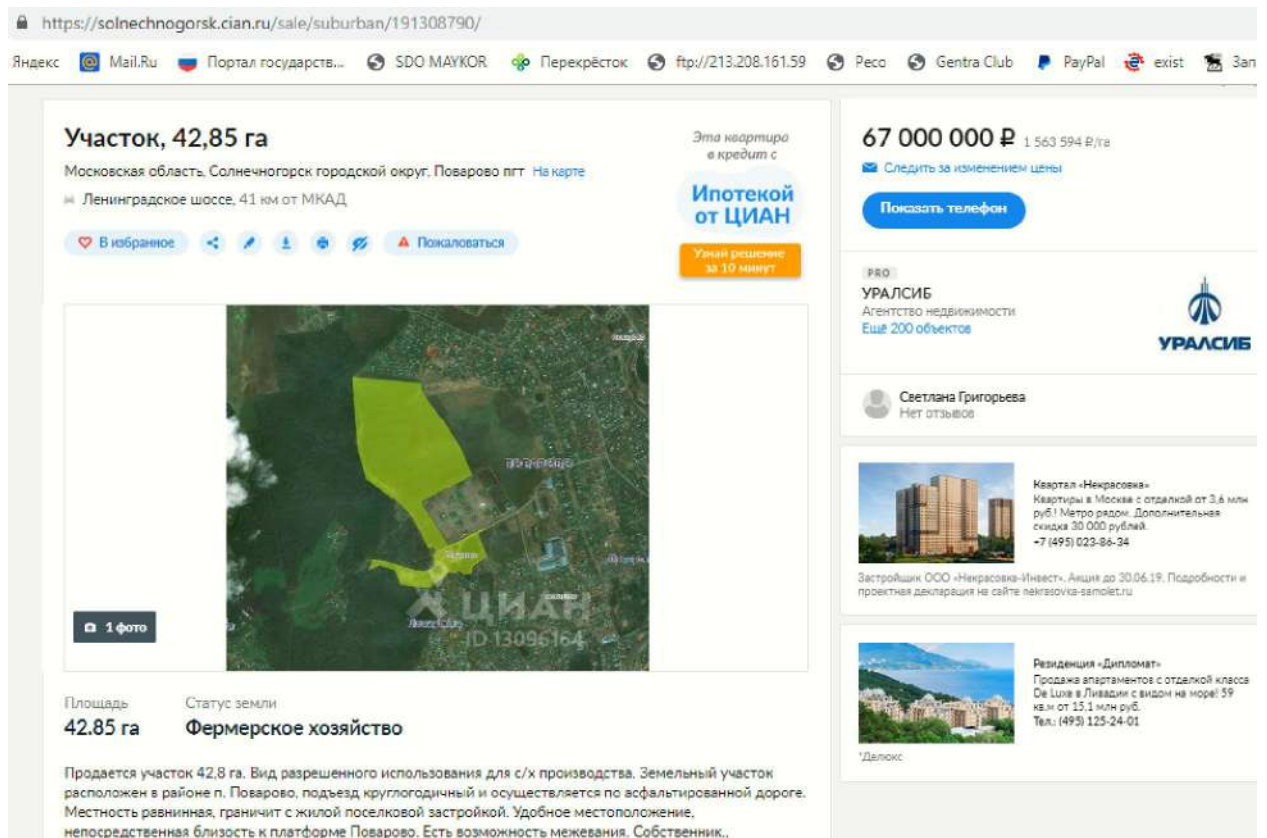 https://solnechnogorsk.cian.ru/sale/suburban/191308790/
Яндекс Mail.Ru Портал государств... SDO MAYKOR Перекрёсток ftp://213.208.161.59 Ресо Gentra Club PayPal exist Зап
Участок, 42,85 га
Московская область, Солнечногорск городской округ, Поварово пгт На карте
Ленинградское шоссе, 41 км от МКАД
В избранное Пожаловаться
Эта квартира
в кредит с
Ипотекой
от ЦИАН
Узнай решение
за 10 минут
1 фото
ЦИАН
ID 13096164
Площадь Статус земли
42.85 га Фермерское хозяйство
Продается участок 42,8 га. Вид разрешенного использования для с/х производства. Земельный участок
расположен в районе п. Поварово, подъезд круглогодичный и осуществляется по асфальтированной дороге.
Местность равнинная, граничит с жилой поселковой застройкой. Удобное местоположение,
непосредственная близость к платформе Поварово. Есть возможность межевания. Собственник..
67 000 000 ₽ 1 563 594 ₽/га
Следить за изменением цены
Показать телефон
PRO
УРАЛСИБ
Агентство недвижимости
Ещё 200 объектов
УРАЛСИБ
Светлана Григорьева
Нет отзывов
Квартал «Некрасовка»
Квартиры в Москве с отделкой от 3,6 млн
руб.! Метро рядом. Дополнительная
скидка 30 000 рублей.
+7 (495) 023-86-34
Застройщик ООО «Некрасовка-Инвест». Акция до 30.06.19. Подробности и
проектная декларация на сайте nekrasovka-samolet.ru
Резиденция «Дипломат»
Продажа апартаментов с отделкой класса
De Luxe в Ливадии с видом на море! 59
кв.м от 15,1 млн руб.
Тел.: (495) 125-24-01
*Делюкс